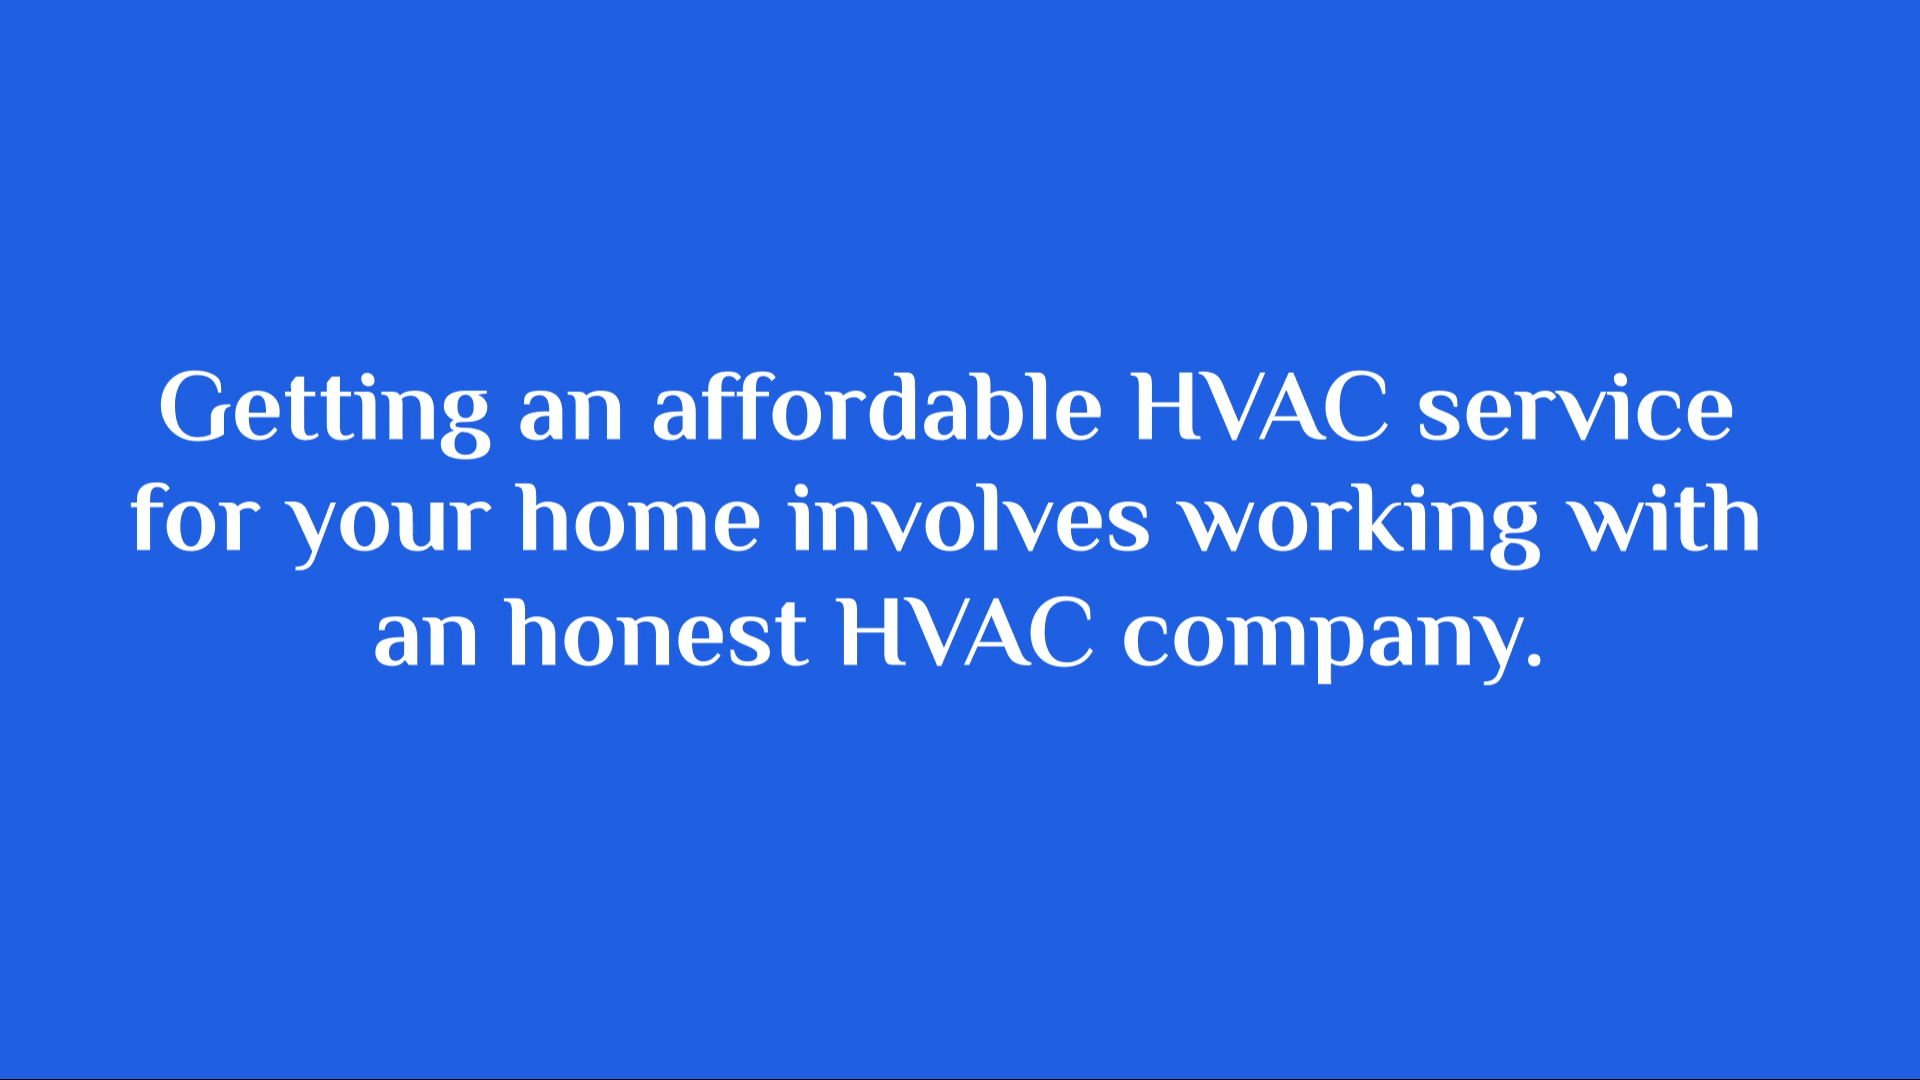 Getting an affordable HVAC service
for your home involves working with
an honest HVAC company.